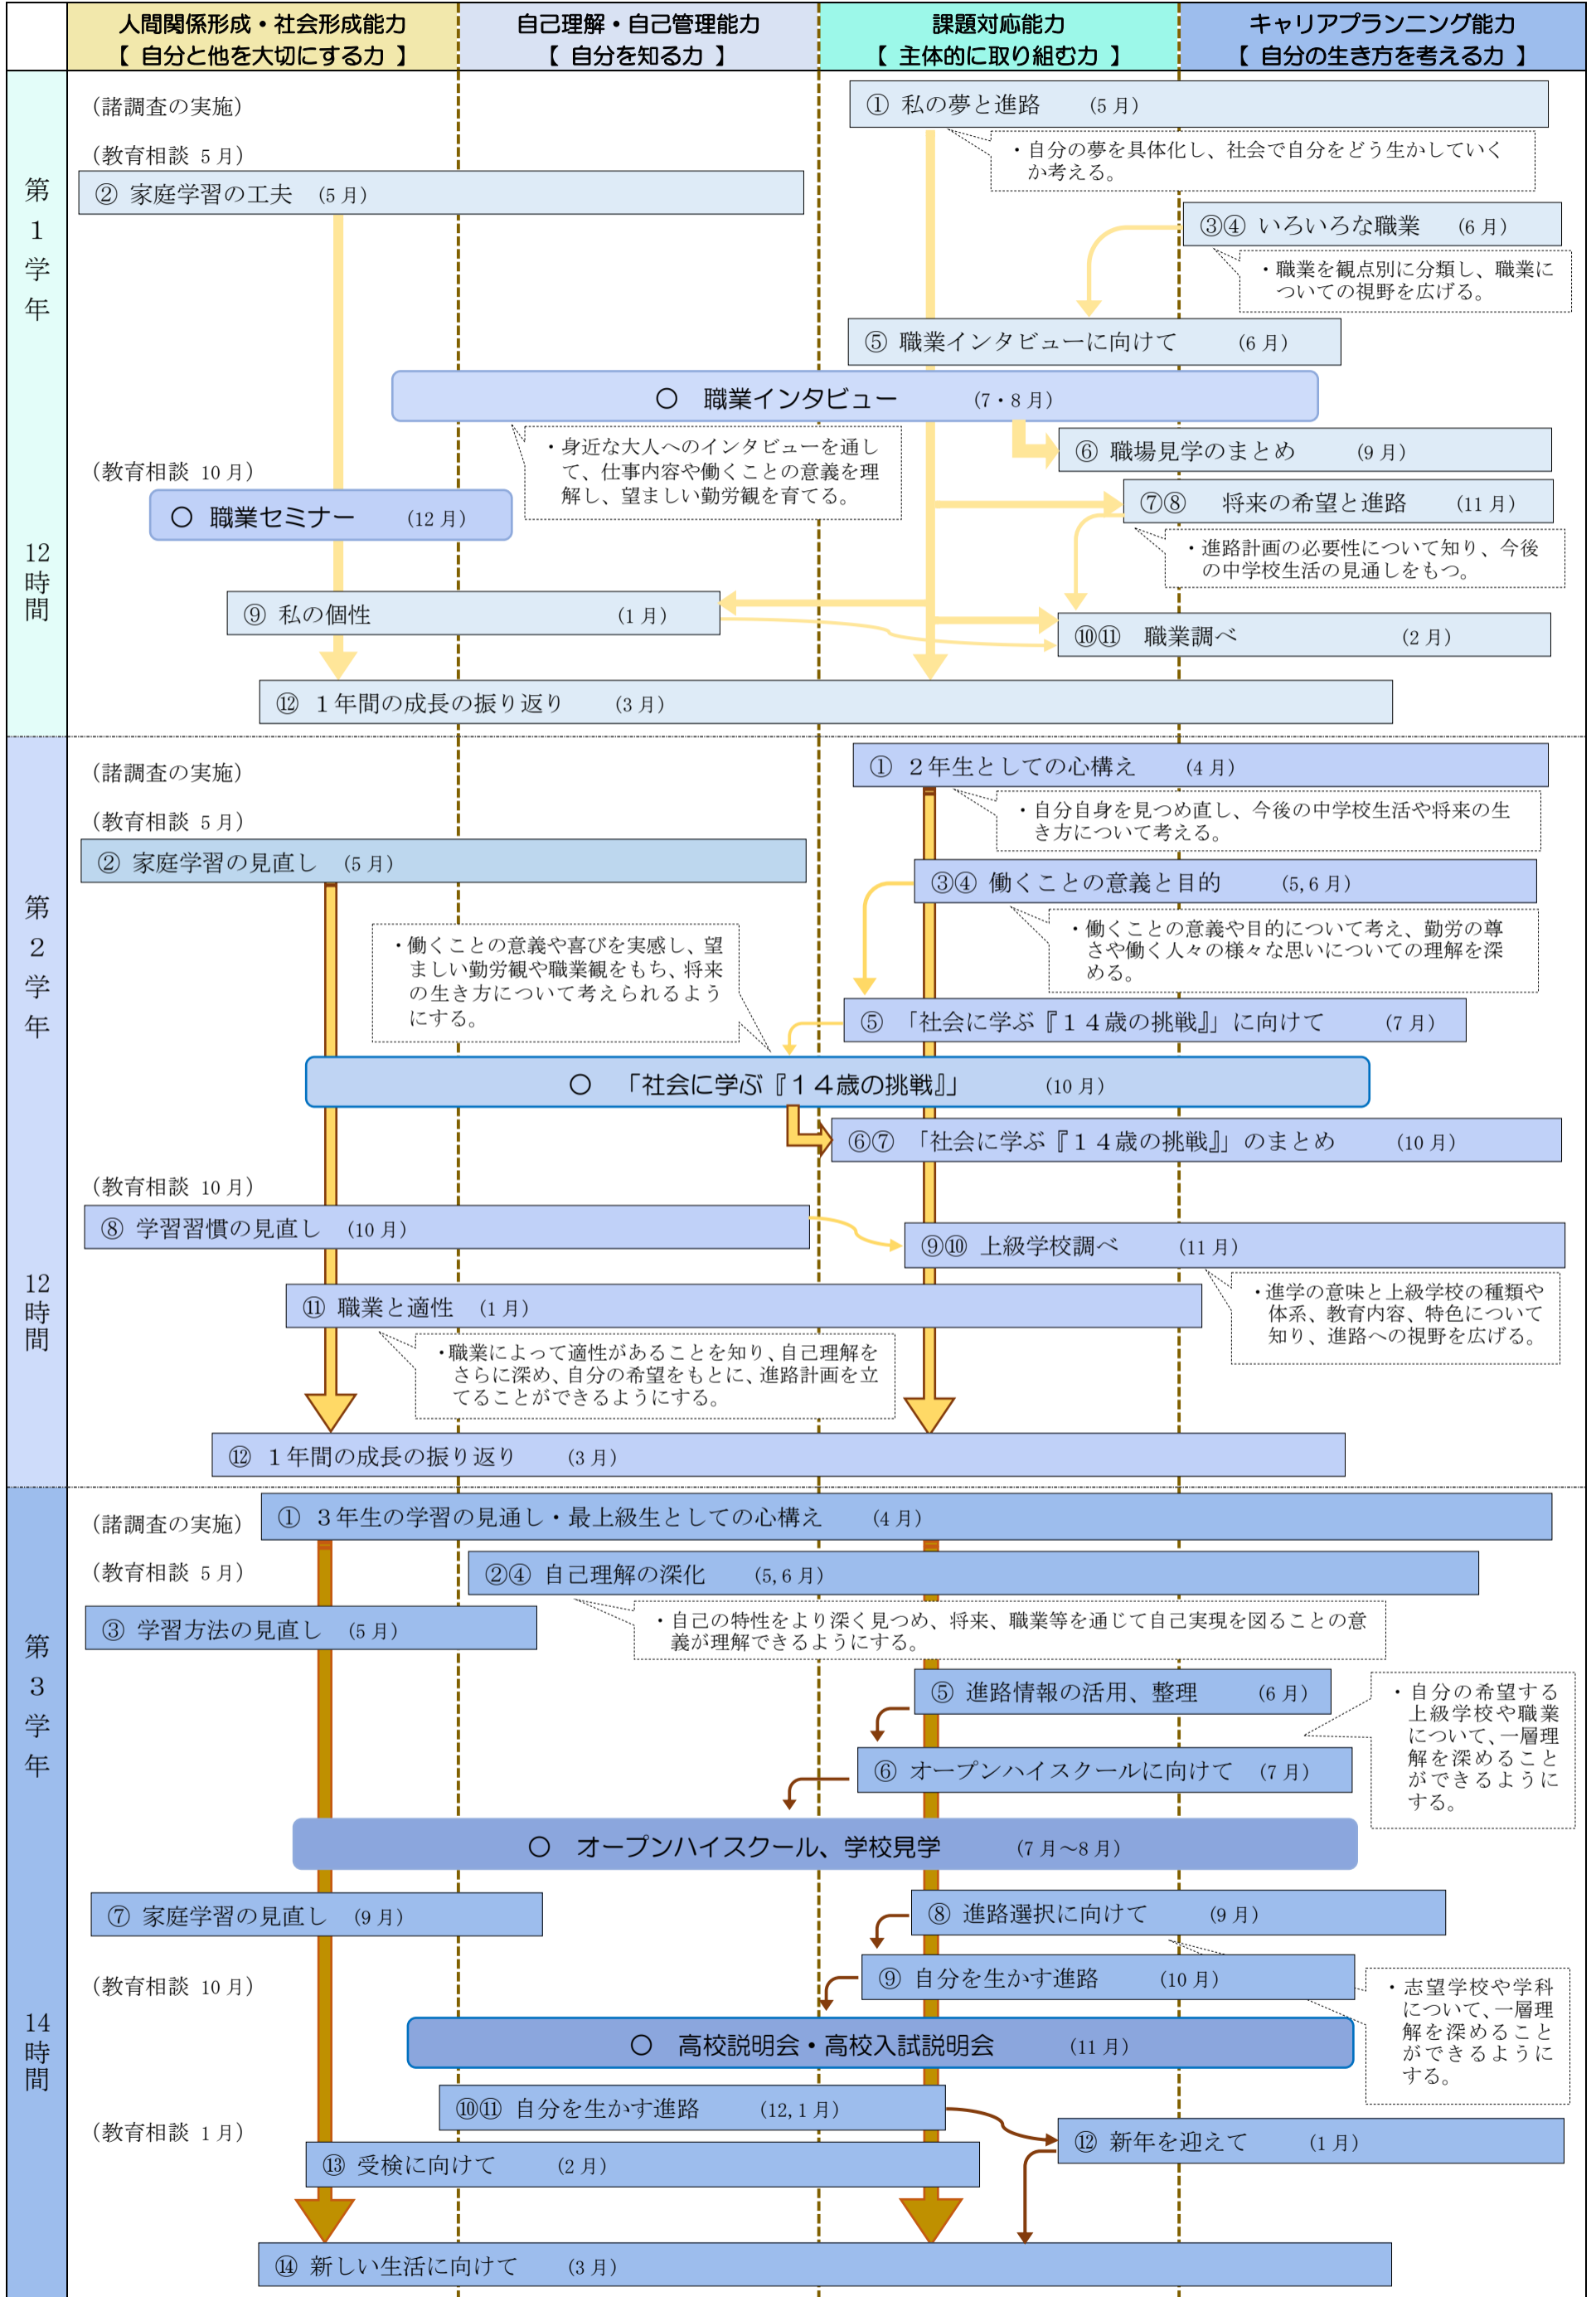 人間関係形成・社会形成能力
【 自分と他を大切にする力 】
自己理解・自己管理能力
【 自分を知る力 】
課題対応能力
【 主体的に取り組む力 】
キャリアプランニング能力
【 自分の生き方を考える力 】
第1学年
12時間
（諸調査の実施）
① 私の夢と進路 （5 月）
・自分の夢を具体化し、社会で自分をどう生かしていく
か考える。
（教育相談 5 月）
② 家庭学習の工夫 （5 月）
③④ いろいろな職業 （6 月）
・職業を観点別に分類し、職業に
ついての視野を広げる。
⑤ 職業インタビューに向けて （6 月）
○ 職業インタビュー （7・8 月）
・身近な大人へのインタビューを通し
て、仕事内容や働くことの意義を理
解し、望ましい勤労観を育てる。
⑥ 職場見学のまとめ （9 月）
（教育相談 10 月）
⑦⑧ 将来の希望と進路 （11 月）
○ 職業セミナー （12 月）
・進路計画の必要性について知り、今後
の中学校生活の見通しをもつ。
⑨ 私の個性 （1 月）
⑩⑪ 職業調べ （2 月）
⑫ １年間の成長の振り返り （3 月）
第2学年
12時間
（諸調査の実施）
① ２年生としての心構え （4 月）
・自分自身を見つめ直し、今後の中学校生活や将来の生
き方について考える。
（教育相談 5 月）
② 家庭学習の見直し （5 月）
③④ 働くことの意義と目的 （5,6 月）
・働くことの意義や目的について考え、勤労の尊
さや働く人々の様々な思いについての理解を深
める。
・働くことの意義や喜びを実感し、望
ましい勤労観や職業観をもち、将来
の生き方について考えられるよう
にする。
⑤ 「社会に学ぶ『１４歳の挑戦』」に向けて （7 月）
○ 「社会に学ぶ『１４歳の挑戦』」 （10 月）
⑥⑦ 「社会に学ぶ『１４歳の挑戦』」のまとめ （10 月）
（教育相談 10 月）
⑧ 学習習慣の見直し （10 月）
⑨⑩ 上級学校調べ （11 月）
・進学の意味と上級学校の種類や
体系、教育内容、特色について
知り、進路への視野を広げる。
⑪ 職業と適性 （1 月）
・職業によって適性があることを知り、自己理解を
さらに深め、自分の希望をもとに、進路計画を立
てることができるようにする。
⑫ １年間の成長の振り返り （3 月）
第3学年
14時間
（諸調査の実施）
① ３年生の学習の見通し・最上級生としての心構え （4 月）
（教育相談 5 月）
②④ 自己理解の深化 （5,6 月）
・自己の特性をより深く見つめ、将来、職業等を通じて自己実現を図ることの意
義が理解できるようにする。
③ 学習方法の見直し （5 月）
⑤ 進路情報の活用、整理 （6 月）
・自分の希望する
上級学校や職業
について、一層理
解を深めること
ができるように
する。
⑥ オープンハイスクールに向けて （7 月）
○ オープンハイスクール、学校見学 （7 月～8 月）
⑦ 家庭学習の見直し （9 月）
⑧ 進路選択に向けて （9 月）
（教育相談 10 月）
⑨ 自分を生かす進路 （10 月）
・志望学校や学科
について、一層理
解を深めること
ができるように
する。
○ 高校説明会・高校入試説明会 （11 月）
⑩⑪ 自分を生かす進路 （12,1 月）
（教育相談 1 月）
⑫ 新年を迎えて （1 月）
⑬ 受検に向けて （2 月）
⑭ 新しい生活に向けて （3 月）